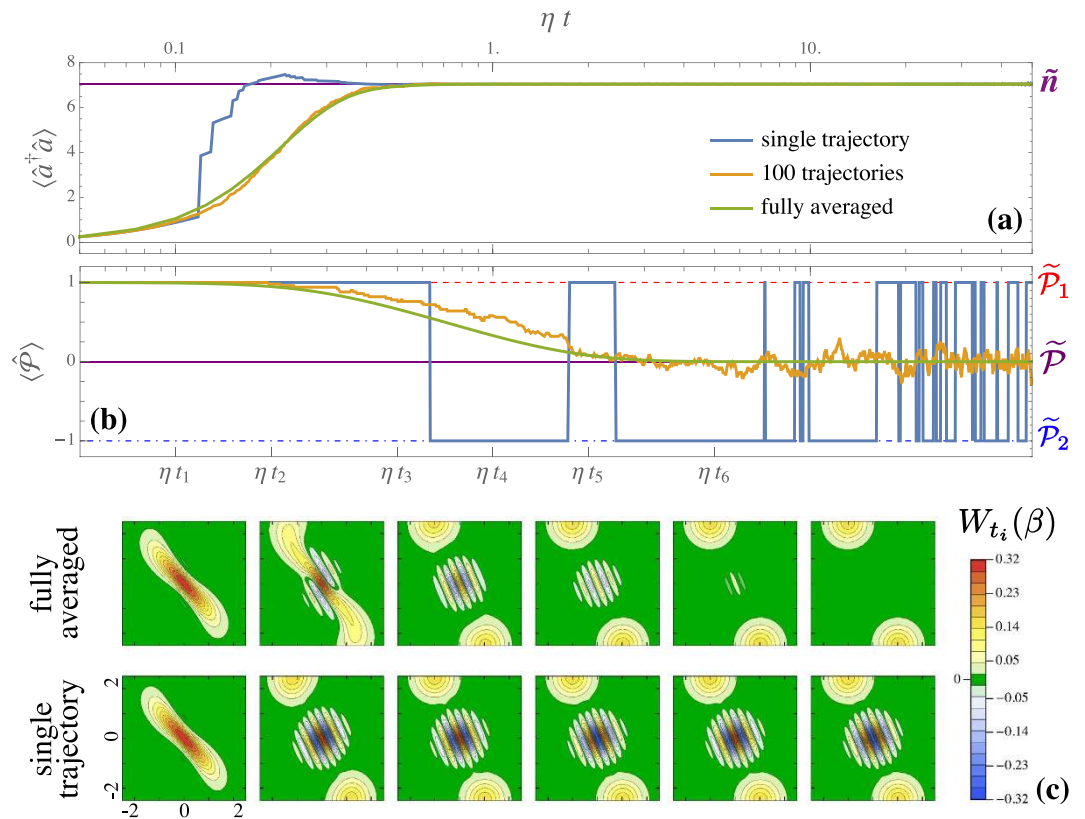 η t
0.1 1. 10.
8
6
4
2
0
⟨â†â⟩
ñ
single trajectory
100 trajectories
fully averaged
(a)
1
0
−1
⟨P̂⟩
P̃₁
P̃
P̃₂
(b)
η t₁ η t₂ η t₃ η t₄ η t₅ η t₆
fully averaged
single trajectory
2
0
-2
-2 0 2
W_{t_i}(β)
0.32
0.23
0.14
0.05
0
−0.05
−0.14
−0.23
−0.32
(c)